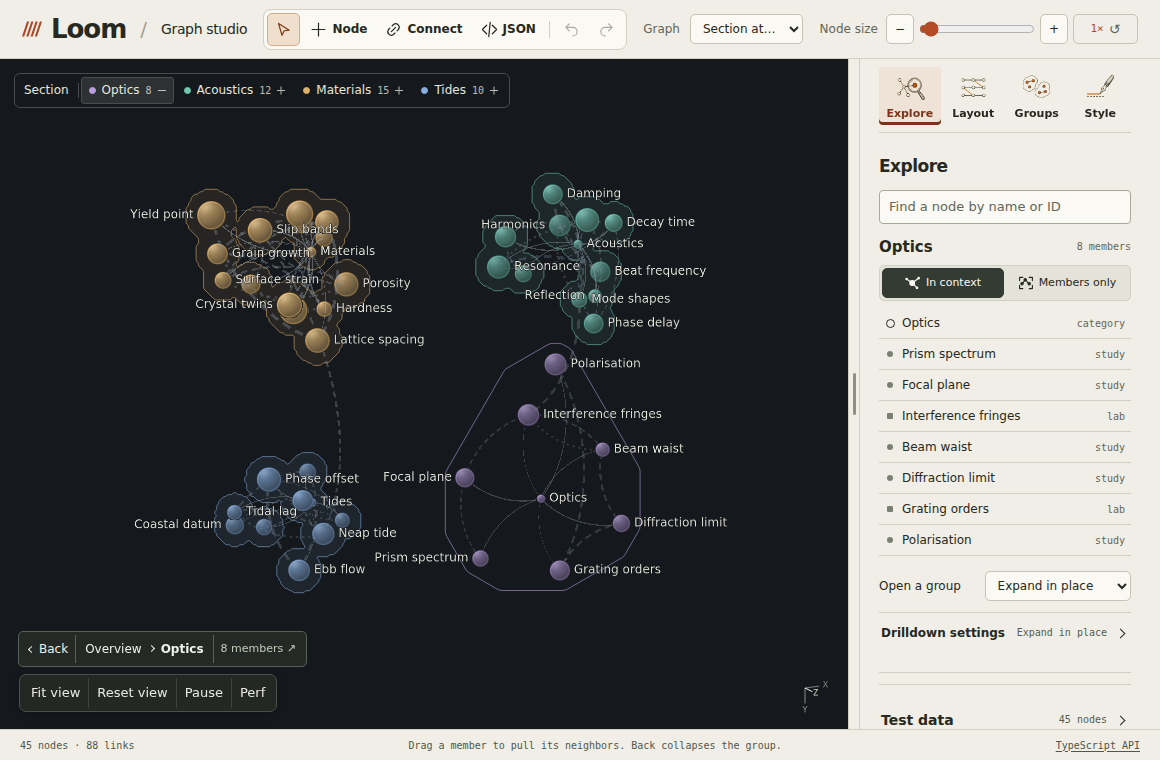 Loom / Graph studio
Node
Connect
JSON
Graph
Section at...
Node size
−
+
1× ↺
Section
Optics 8 −
Acoustics 12 +
Materials 15 +
Tides 10 +
Yield point
Slip bands
Grain growth
Materials
Surface strain
Porosity
Crystal twins
Hardness
Lattice spacing
Damping
Harmonics
Decay time
Acoustics
Resonance
Beat frequency
Reflection
Mode shapes
Phase delay
Polarisation
Interference fringes
Beam waist
Focal plane
Optics
Diffraction limit
Prism spectrum
Grating orders
Phase offset
Tides
Tidal lag
Coastal datum
Neap tide
Ebb flow
‹ Back
Overview › Optics
8 members ↗
Fit view
Reset view
Pause
Perf
X
Z
Y
Explore
Layout
Groups
Style
Explore
Find a node by name or ID
Optics
8 members
In context
Members only
Optics category
Prism spectrum study
Focal plane study
Interference fringes lab
Beam waist study
Diffraction limit study
Grating orders lab
Polarisation study
Open a group
Expand in place
Drilldown settings Expand in place
Test data 45 nodes
45 nodes · 88 links
Drag a member to pull its neighbors. Back collapses the group.
TypeScript API